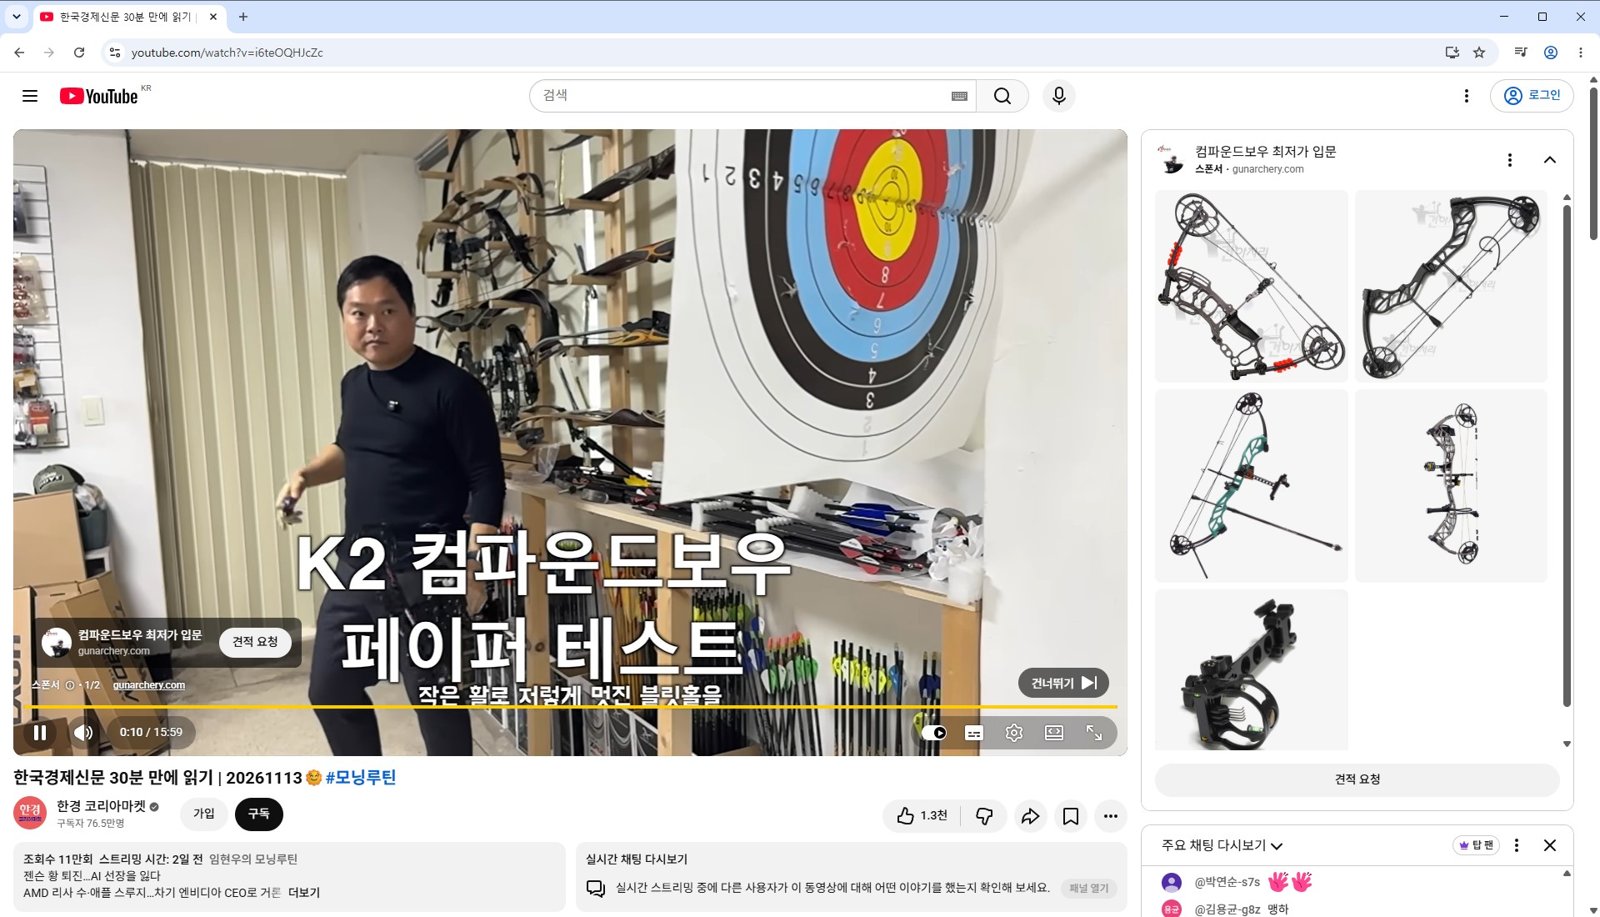 한국경제신문 30분 만에 읽기 |
youtube.com/watch?v=i6teOQHJcZc
YouTube KR
검색
로그인
1 2 3 4 5 6 7 8 9 10
10
8
7
6
5
4
3
2
1
K2 컴파운드보우
페이퍼 테스트
작은 활로 저렇게 멋진 블릿홀을
컴파운드보우 최저가 입문
gunarchery.com
견적 요청
스폰서 · 1/2 gunarchery.com
건너뛰기
0:10 / 15:59
컴파운드보우 최저가 입문
스폰서 · gunarchery.com
견적 요청
한국경제신문 30분 만에 읽기 | 20261113 #모닝루틴
한경
한경 코리아마켓
구독자 76.5만명
가입
구독
1.3천
조회수 11만회 스트리밍 시간: 2일 전 임현우의 모닝루틴
젠슨 황 퇴진...AI 선장을 잃다
AMD 리사 수·애플 스루지...차기 엔비디아 CEO로 거론 더보기
실시간 채팅 다시보기
실시간 스트리밍 중에 다른 사용자가 이 동영상에 대해 어떤 이야기를 했는지 확인해 보세요.
패널 열기
주요 채팅 다시보기
탑 팬
@박연순-s7s
용균 @김용균-g8z 맹하